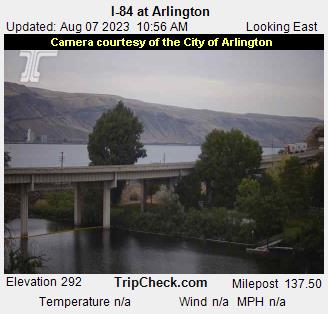 I-84 at Arlington
Updated: Aug 07 2023 10:56 AM Looking East
Camera courtesy of the City of Arlington
Elevation 292 TripCheck.com Milepost 137.50
Temperature n/a Wind n/a MPH n/a